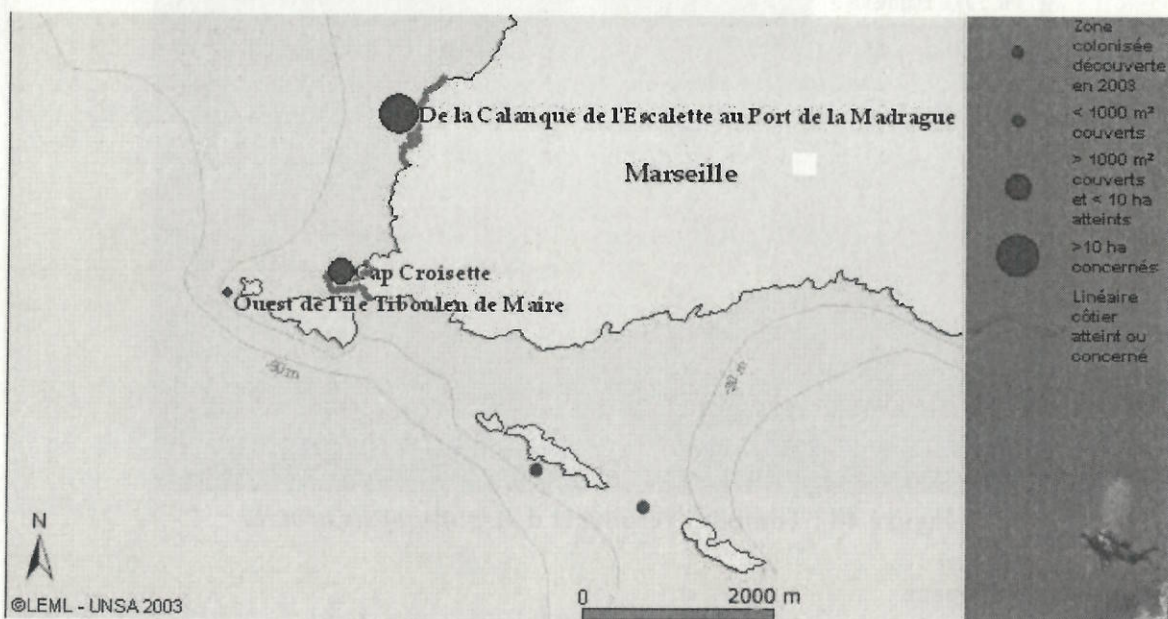 De la Calanque de l'Escalette au Port de la Madrague
Marseille
Cap Croisette
Ouest de l'île Tiboulen de Maire
N
©LEML - UNSA 2003
0 2000 m
Zone
colonisée
découverte
en 2003
< 1000 m²
couverts
> 1000 m²
couverts
et < 10 ha
atteints
>10 ha
concernés
Linéaire
côtier
atteint ou
concerné